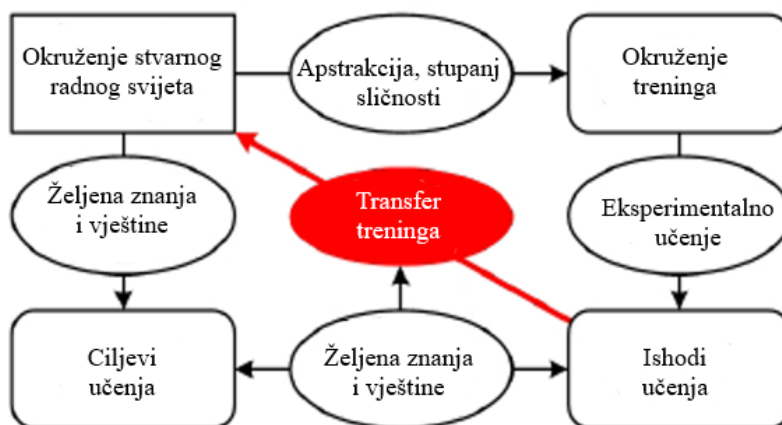 Okruženje stvarnog
radnog svijeta
Apstrakcija, stupanj
sličnosti
Okruženje
treninga
Željena znanja
i vještine
Transfer
treninga
Eksperimentalno
učenje
Ciljevi
učenja
Željena znanja
i vještine
Ishodi
učenja